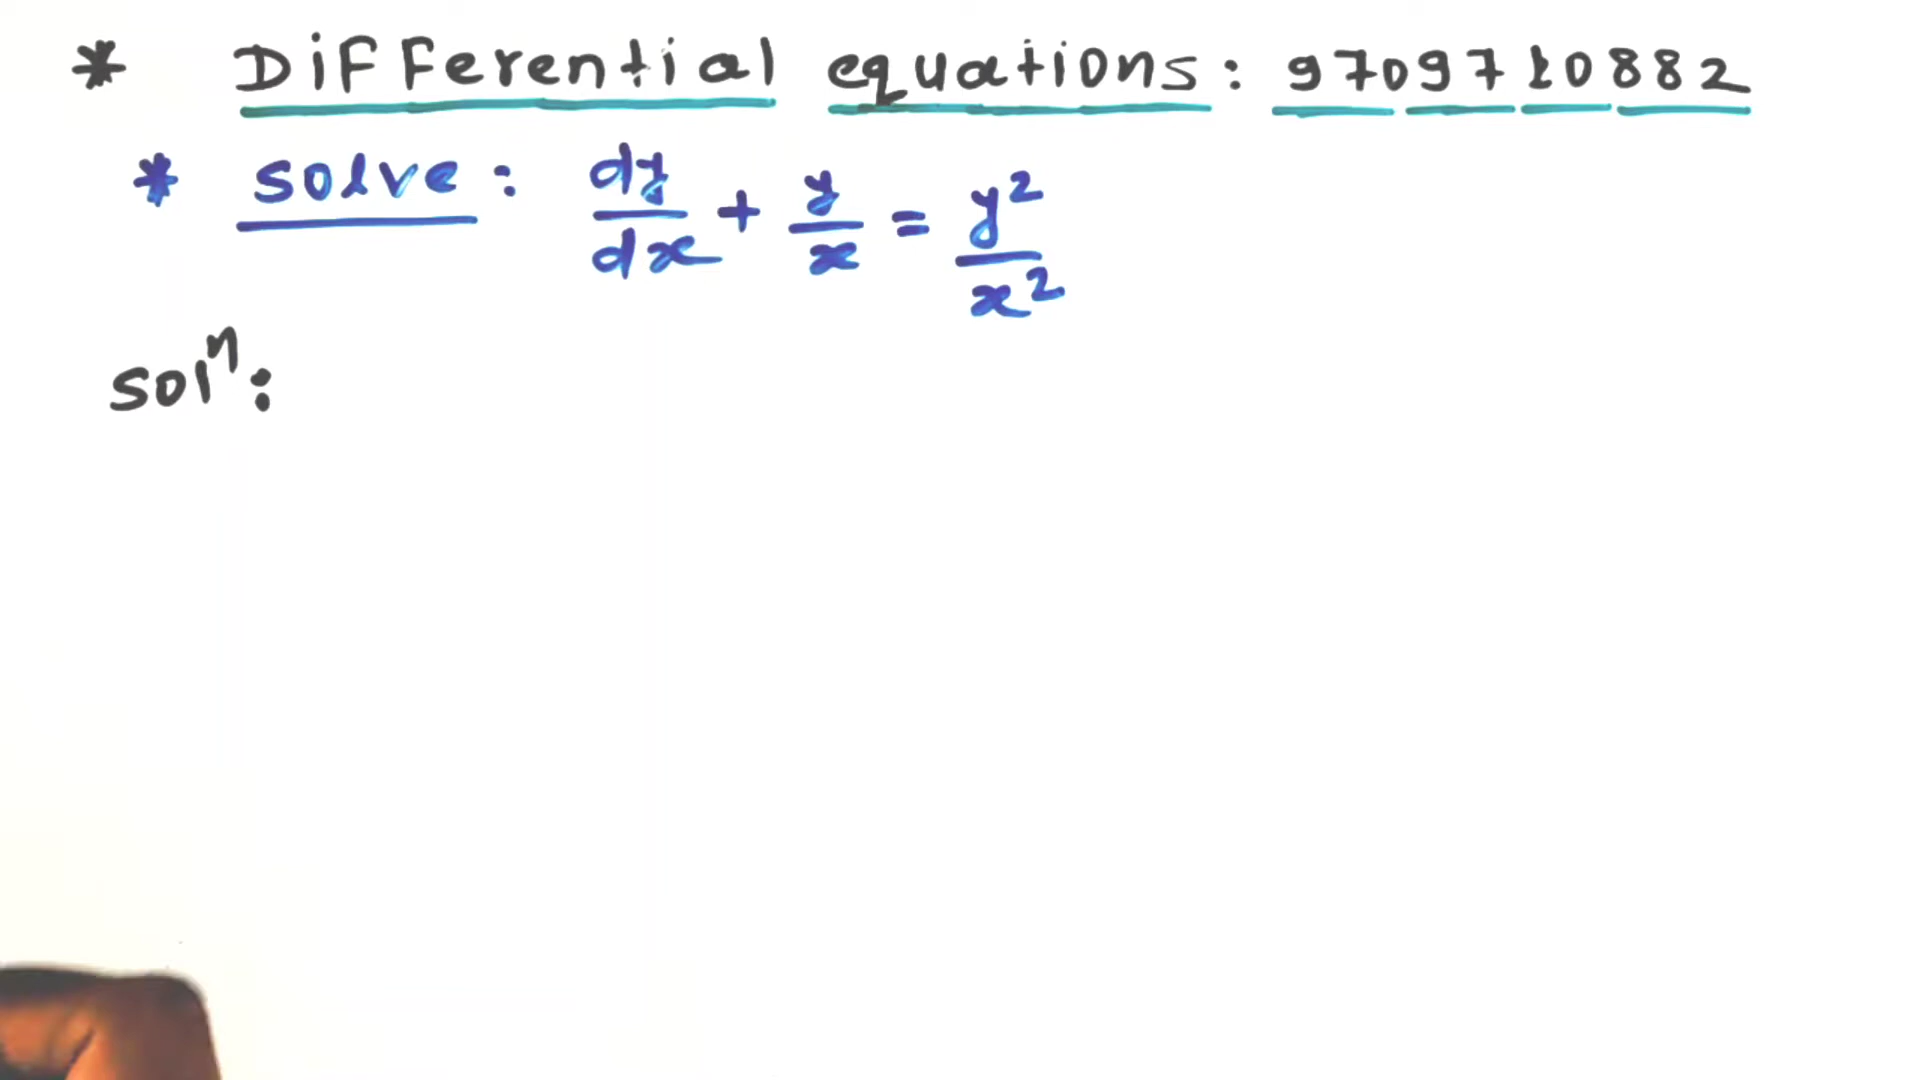 * Differential equations: 9709710882
* solve: dy/dx + y/x = y²/x²
solⁿ: